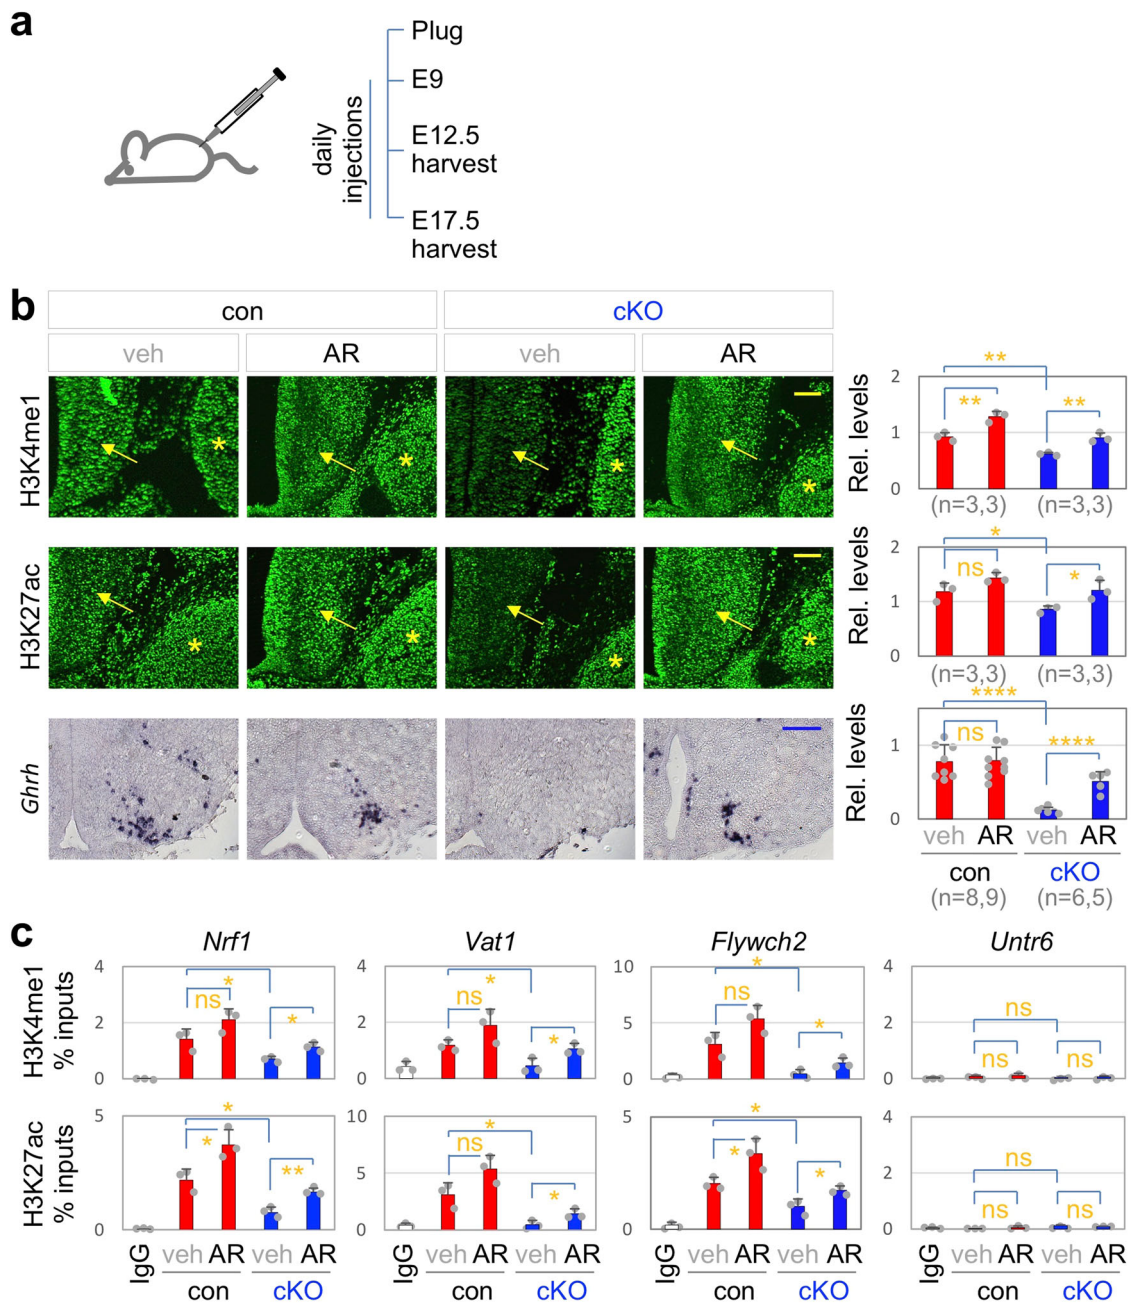 a
Plug
E9
E12.5
harvest
E17.5
harvest
daily
injections
b
con
cKO
veh
AR
veh
AR
H3K4me1
*
*
*
*
Rel. levels
2
1
0
**
**
**
(n=3,3)
(n=3,3)
H3K27ac
*
*
*
*
Rel. levels
2
1
0
*
ns
*
(n=3,3)
(n=3,3)
Ghrh
Rel. levels
1
0
****
ns
****
veh
AR
veh
AR
con
cKO
(n=8,9)
(n=6,5)
c
Nrf1
Vat1
Flywch2
Untr6
H3K4me1
% inputs
4
2
0
*
ns
*
4
2
0
*
ns
*
10
5
0
*
ns
*
4
2
0
ns
ns
ns
H3K27ac
% inputs
5
0
*
*
**
10
5
0
*
ns
*
5
0
*
*
*
4
2
0
ns
ns
ns
IgG
veh
AR
veh
AR
con
cKO
IgG
veh
AR
veh
AR
con
cKO
IgG
veh
AR
veh
AR
con
cKO
IgG
veh
AR
veh
AR
con
cKO